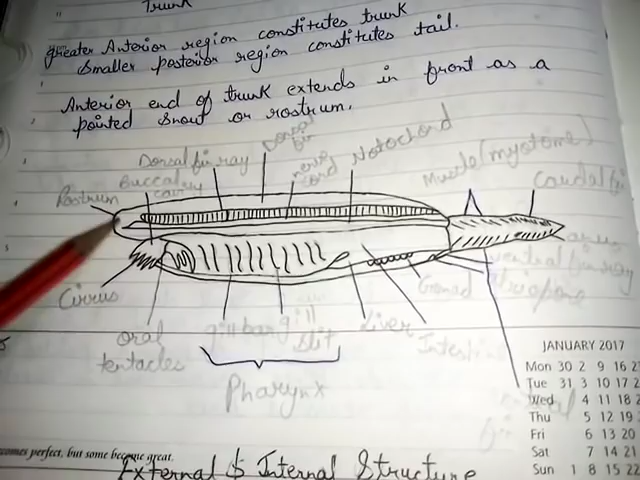 Trunk
greater Anterior region constitutes trunk
smaller posterior region constitutes tail.
Anterior end of trunk extends in front as a
pointed snout or rostrum.
Dorsal fin ray
Dorsal fin
nerve cord
Notochord
Muscle (myotome)
Rostrum
Buccal cavity
Cirrus
oral
tentacles
gill bar
gill
slit
Liver
Gonad
Pharynx
JANUARY 2017
Mon 30 2 9 16
Tue 31 3 10 17
Wed 4 11 18
Thu 5 12 19
Fri 6 13 20
Sat 7 14 21
Sun 1 8 15 22
comes perfect, but some become great.
External & Internal Structure